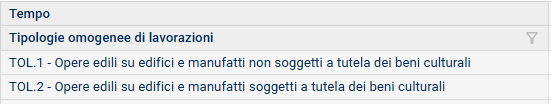 Tempo
Tipologie omogenee di lavorazioni
TOL.1 - Opere edili su edifici e manufatti non soggetti a tutela dei beni culturali
TOL.2 - Opere edili su edifici e manufatti soggetti a tutela dei beni culturali